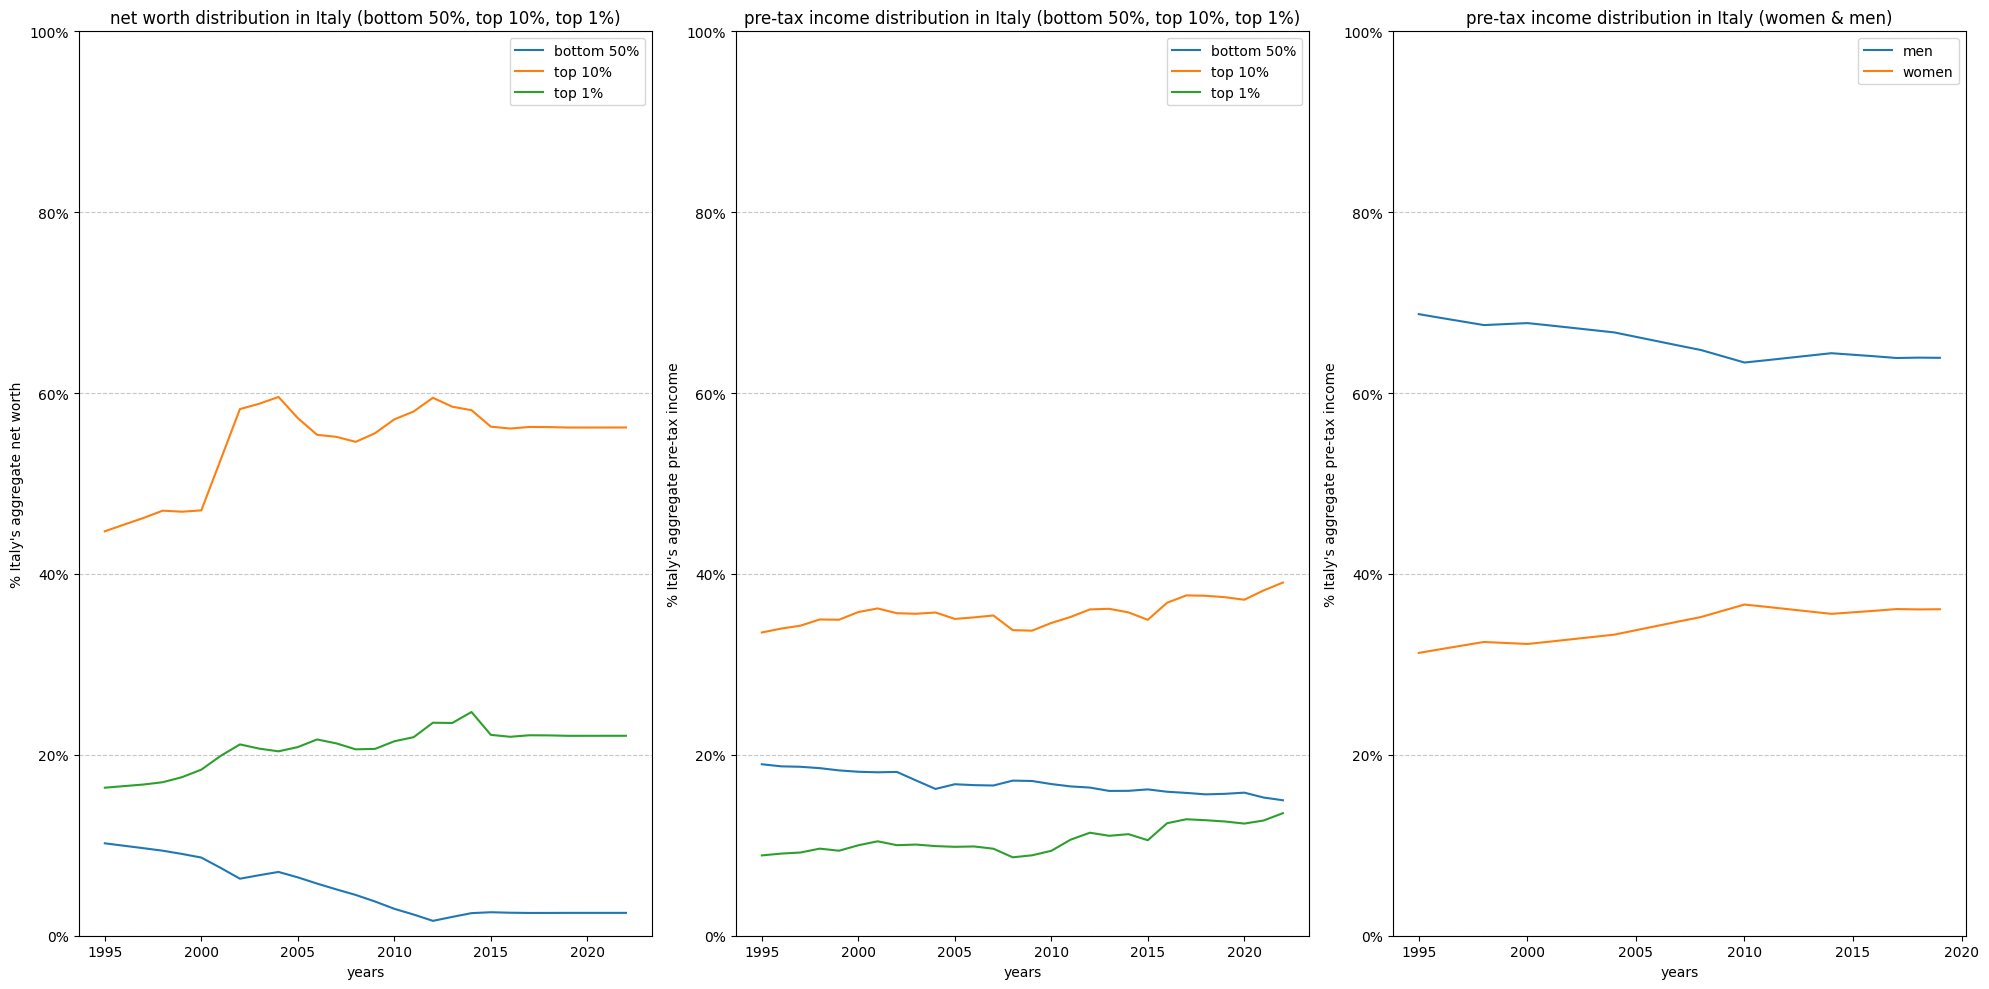 net worth distribution in Italy (bottom 50%, top 10%, top 1%)
100%
80%
60%
40%
20%
0%
% Italy's aggregate net worth
bottom 50%
top 10%
top 1%
1995 2000 2005 2010 2015 2020
years
pre-tax income distribution in Italy (bottom 50%, top 10%, top 1%)
100%
80%
60%
40%
20%
0%
% Italy's aggregate pre-tax income
bottom 50%
top 10%
top 1%
1995 2000 2005 2010 2015 2020
years
pre-tax income distribution in Italy (women & men)
100%
80%
60%
40%
20%
0%
% Italy's aggregate pre-tax income
men
women
1995 2000 2005 2010 2015 2020
years